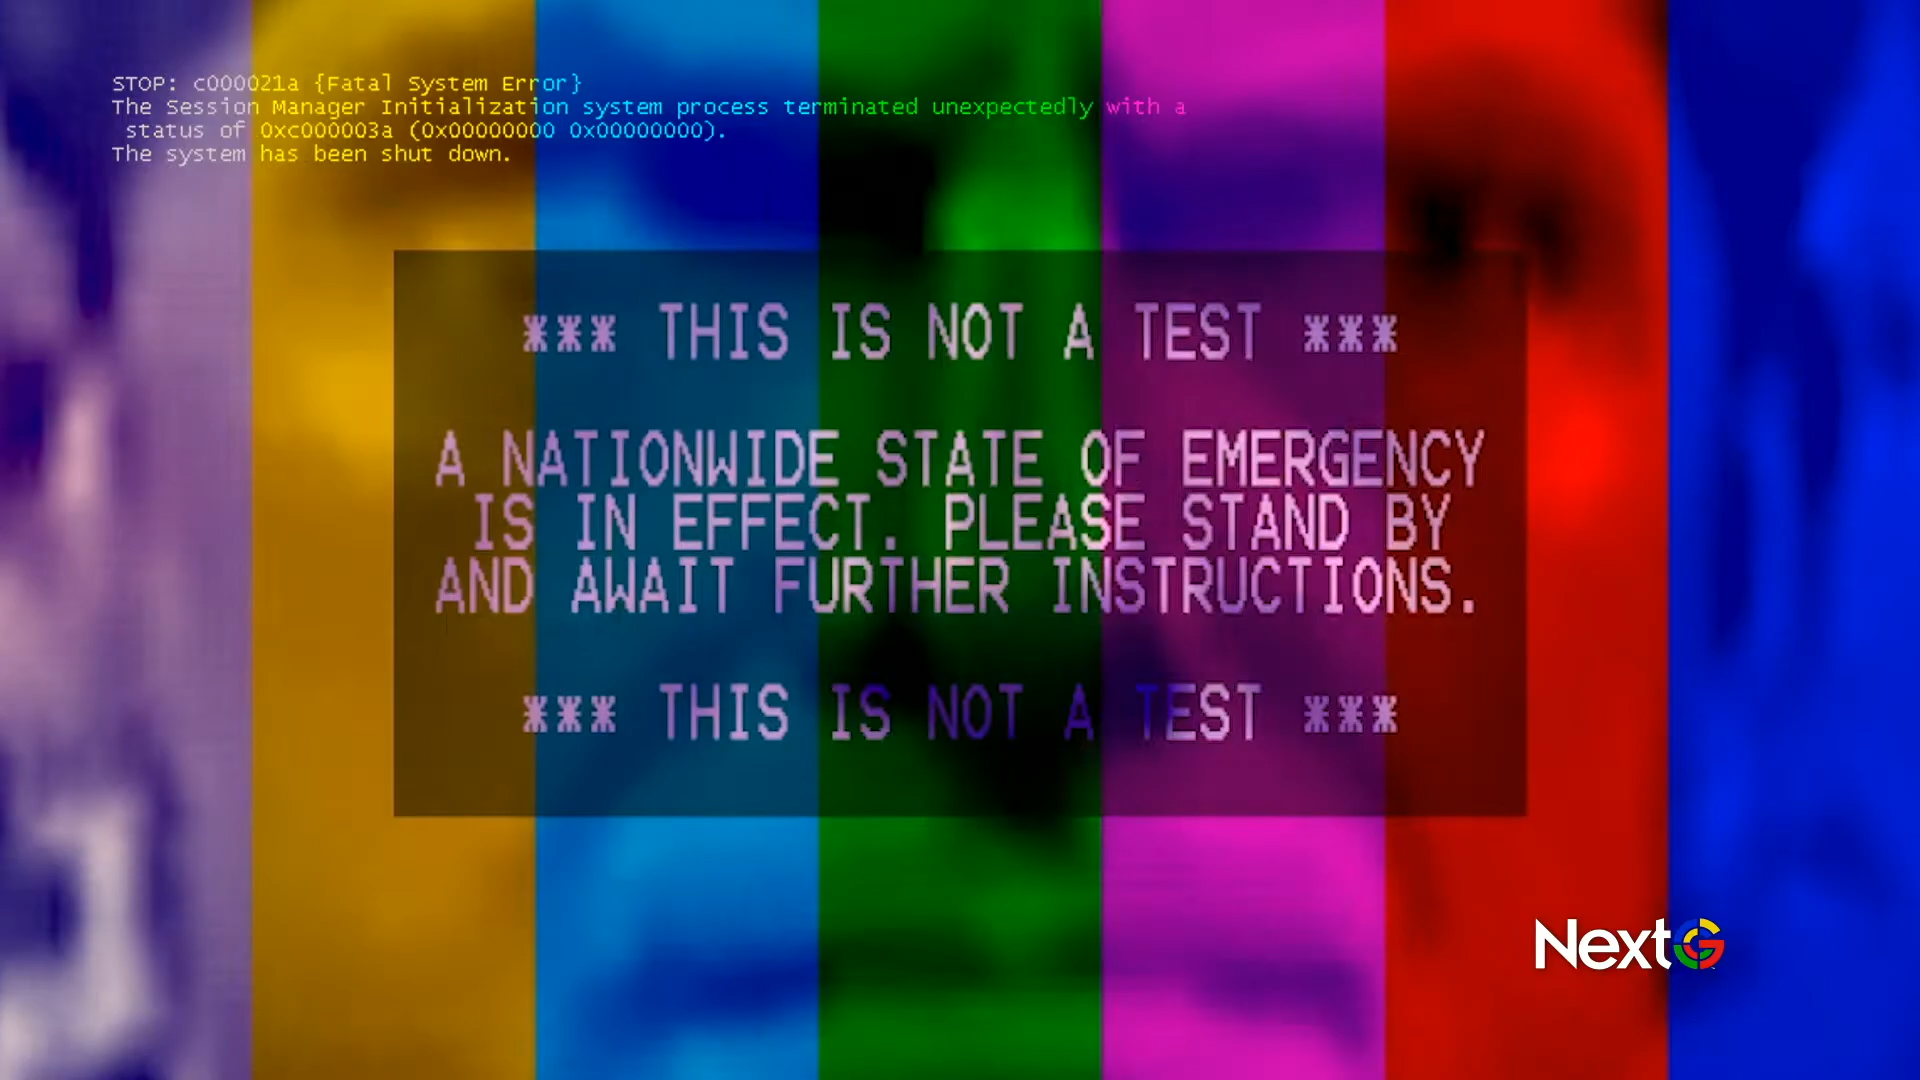 STOP: c000021a {Fatal System Error}
The Session Manager Initialization system process terminated unexpectedly with a
status of 0xc000003a (0x00000000 0x00000000).
The system has been shut down.
*** THIS IS NOT A TEST ***
A NATIONWIDE STATE OF EMERGENCY
IS IN EFFECT. PLEASE STAND BY
AND AWAIT FURTHER INSTRUCTIONS.
*** THIS IS NOT A TEST ***
NextG